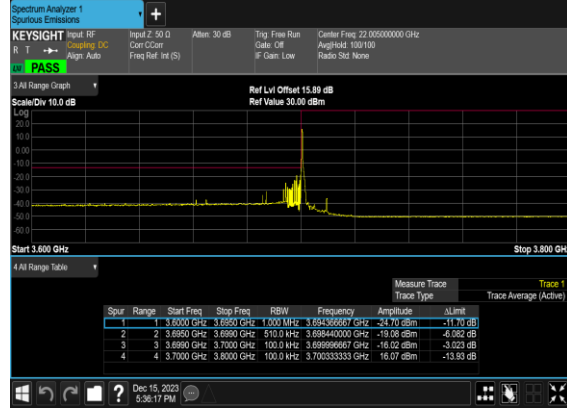 Spectrum Analyzer 1
Spurious Emissions
KEYSIGHT Input: RF Input Z: 50 Ω Atten: 30 dB Trig: Free Run Center Freq: 22.005000000 GHz
R T Coupling: DC Corr CCorr Gate: Off Avg|Hold: 100/100
Align: Auto Freq Ref: Int (S) IF Gain: Low Radio Std: None
PASS
3 All Range Graph
Ref Lvl Offset 15.89 dB
Scale/Div 10.0 dB Ref Value 30.00 dBm
Log
20.0
10.0
0.00
-10.0
-20.0
-30.0
-40.0
-50.0
-60.0
Start 3.600 GHz Stop 3.800 GH
4 All Range Table
Measure Trace Trace 1
Trace Type Trace Average (Active)
Spur Range Start Freq Stop Freq RBW Frequency Amplitude ΔLimit
1 1 3.6000 GHz 3.6950 GHz 1.000 MHz 3.694366667 GHz -24.70 dBm -11.70 dB
2 2 3.6950 GHz 3.6990 GHz 510.0 kHz 3.698440000 GHz -19.08 dBm -6.082 dB
3 3 3.6990 GHz 3.7000 GHz 100.0 kHz 3.699996667 GHz -16.02 dBm -3.023 dB
4 4 3.7000 GHz 3.8000 GHz 100.0 kHz 3.700333333 GHz 16.07 dBm -13.93 dB
Dec 15, 2023
5:36:17 PM